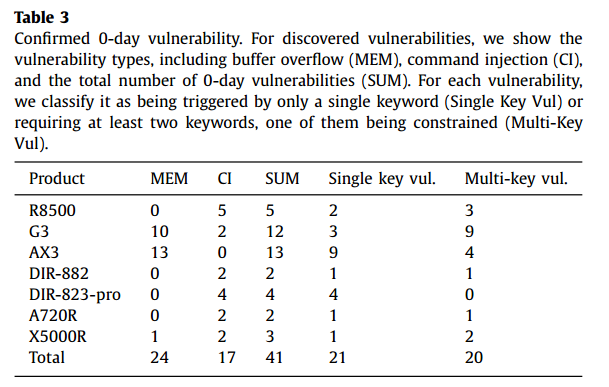 Table 3
Confirmed 0-day vulnerability. For discovered vulnerabilities, we show the
vulnerability types, including buffer overflow (MEM), command injection (CI),
and the total number of 0-day vulnerabilities (SUM). For each vulnerability,
we classify it as being triggered by only a single keyword (Single Key Vul) or
requiring at least two keywords, one of them being constrained (Multi-Key
Vul).
Product MEM CI SUM Single key vul. Multi-key vul.
R8500 0 5 5 2 3
G3 10 2 12 3 9
AX3 13 0 13 9 4
DIR-882 0 2 2 1 1
DIR-823-pro 0 4 4 4 0
A720R 0 2 2 1 1
X5000R 1 2 3 1 2
Total 24 17 41 21 20